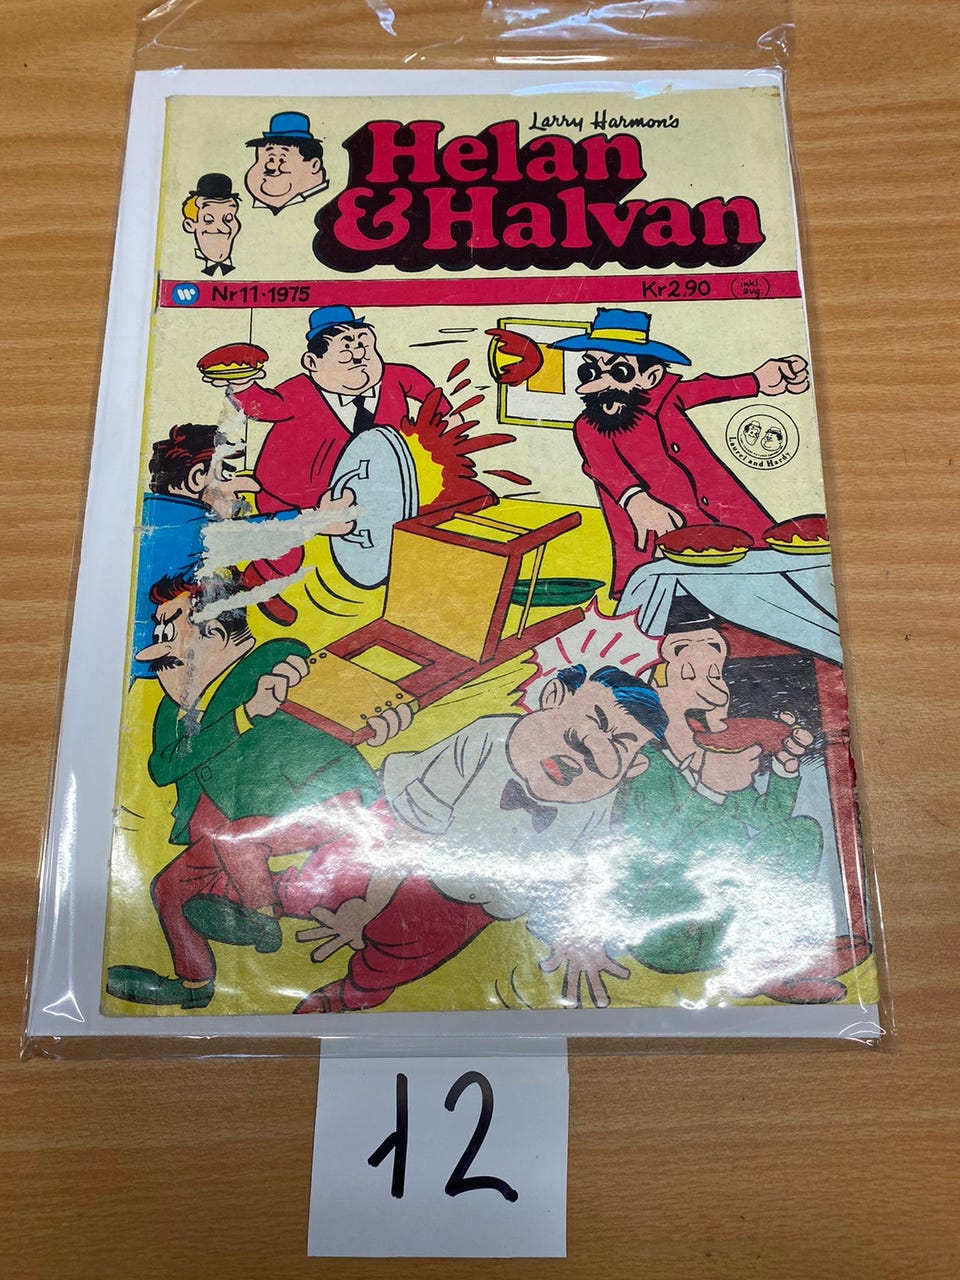 Larry Harmon's
Helan
& Halvan
Nr 11 • 1975
Kr 2.90 (inkl. avg.)
Laurel and Hardy
12